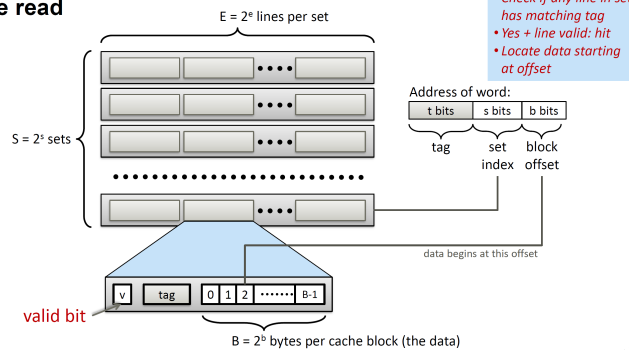 e read
E = 2ᵉ lines per set
Check if any line in set
has matching tag
• Yes + line valid: hit
• Locate data starting
at offset
Address of word:
t bits s bits b bits
tag set index block offset
S = 2ˢ sets
data begins at this offset
v tag 0 1 2 B-1
valid bit
B = 2ᵇ bytes per cache block (the data)